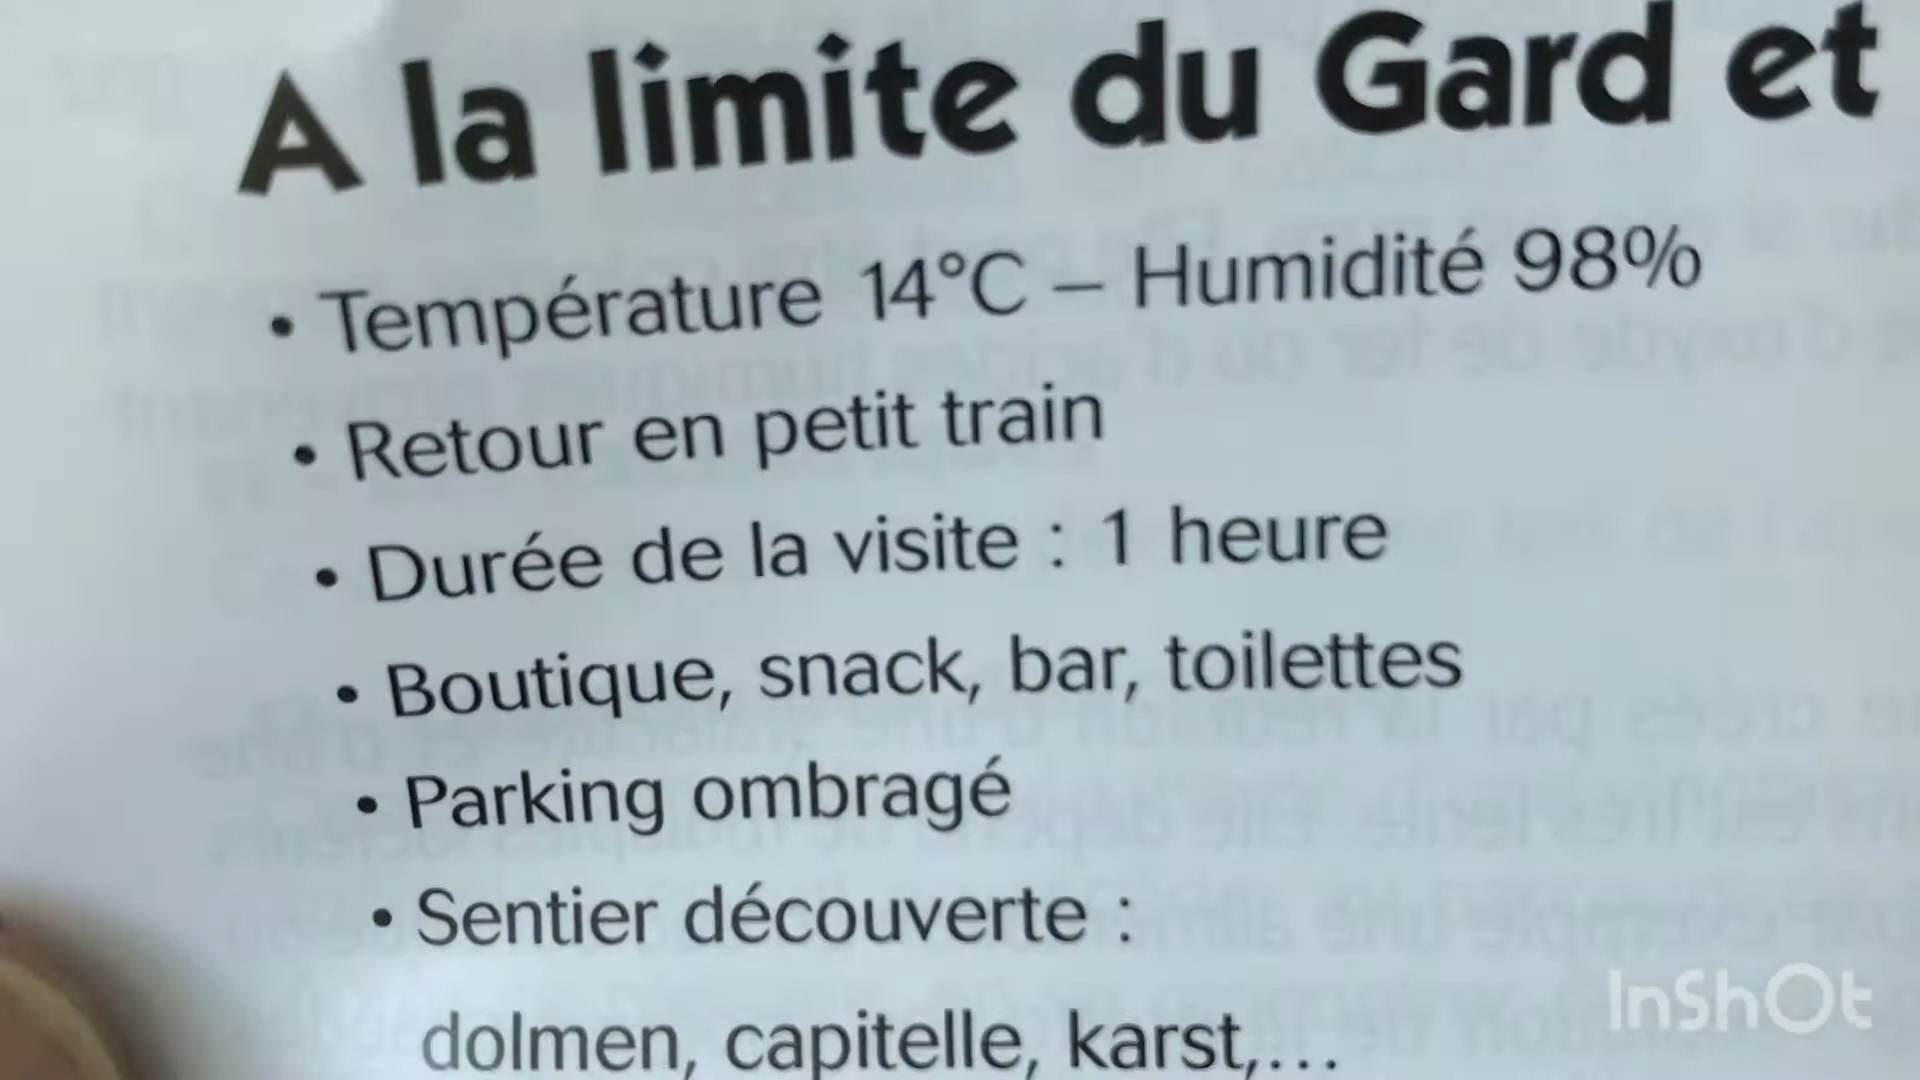 A la limite du Gard et
• Température 14°C – Humidité 98%
• Retour en petit train
• Durée de la visite : 1 heure
• Boutique, snack, bar, toilettes
• Parking ombragé
• Sentier découverte :
dolmen, capitelle, karst,...
InShOt